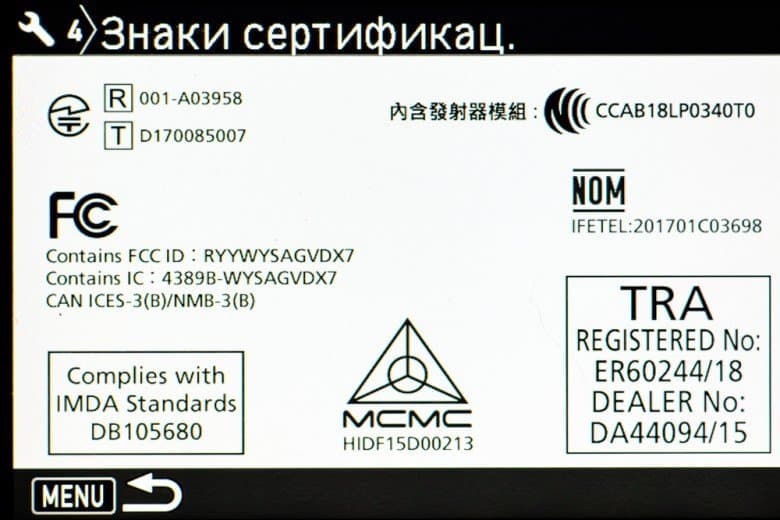 4 Знаки сертификац.
R 001-A03958
T D170085007
內含發射器模組 : CCAB18LP0340T0
FC
NOM
IFETEL:201701C03698
Contains FCC ID : RYYWYSAGVDX7
Contains IC : 4389B-WYSAGVDX7
CAN ICES-3(B)/NMB-3(B)
Complies with
IMDA Standards
DB105680
MCMC
HIDF15D00213
TRA
REGISTERED No:
ER60244/18
DEALER No:
DA44094/15
MENU